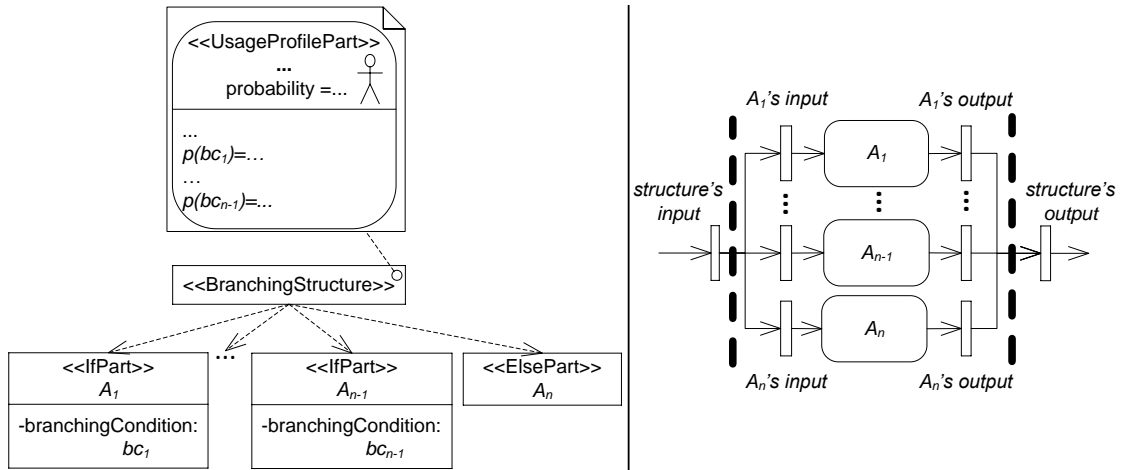 <<UsageProfilePart>>
...
probability =...
...
p(bc1)=...
...
p(bcn-1)=...
<<BranchingStructure>>
...
<<IfPart>>
A1
-branchingCondition:
bc1
<<IfPart>>
An-1
-branchingCondition:
bcn-1
<<ElsePart>>
An
A1's input
A1's output
A1
structure's
input
structure's
output
An-1
An
An's input
An's output